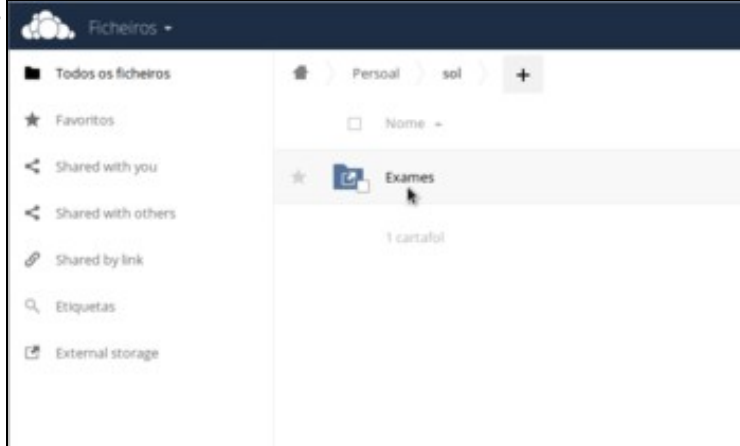 Ficheiros
Todos os ficheiros
Favoritos
Shared with you
Shared with others
Shared by link
Etiquetas
External storage
Persoal sol +
Nome
Exames
1 cartafol